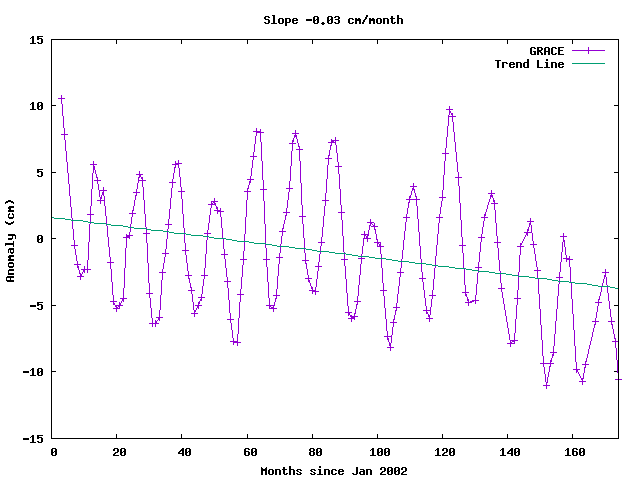 Slope -0.03 cm/month
15
GRACE
Trend Line
10
5
Anomaly (cm)
0
-5
-10
-15
0 20 40 60 80 100 120 140 160
Months since Jan 2002